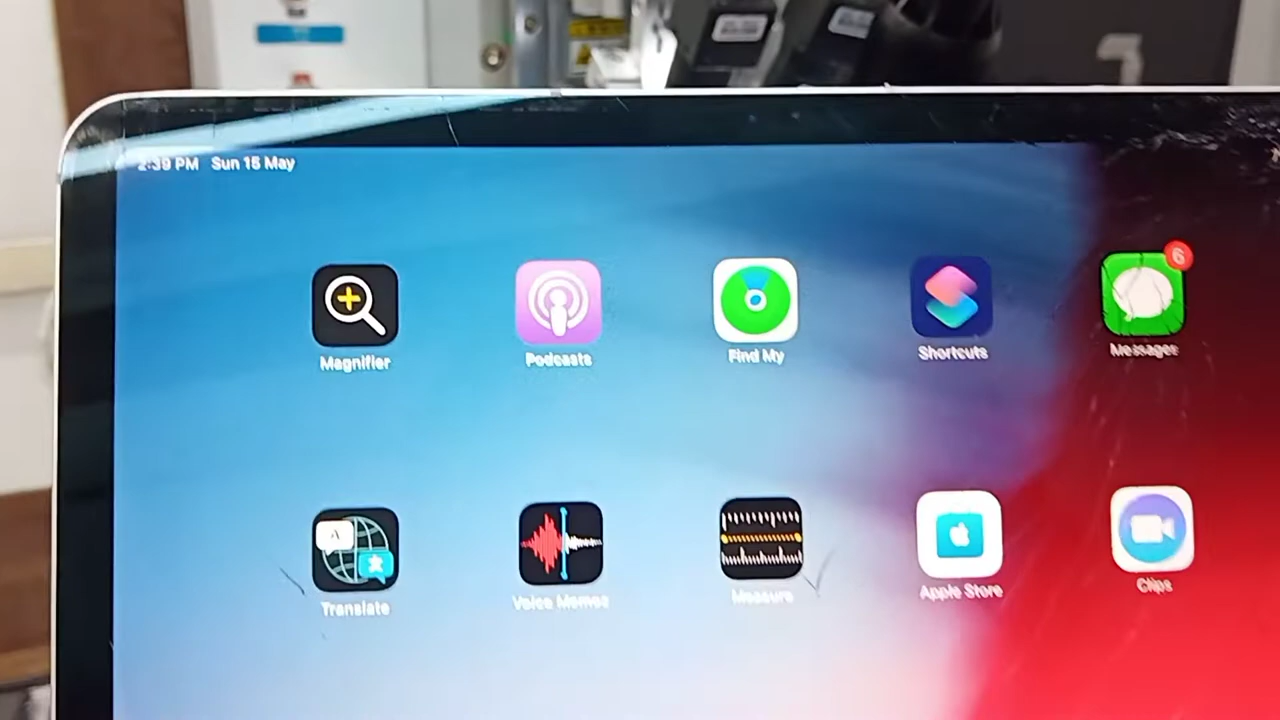 2:39 PM Sun 15 May
6
Magnifier Podcasts Find My Shortcuts Messages
A
Translate Voice Memos Measure Apple Store Clips